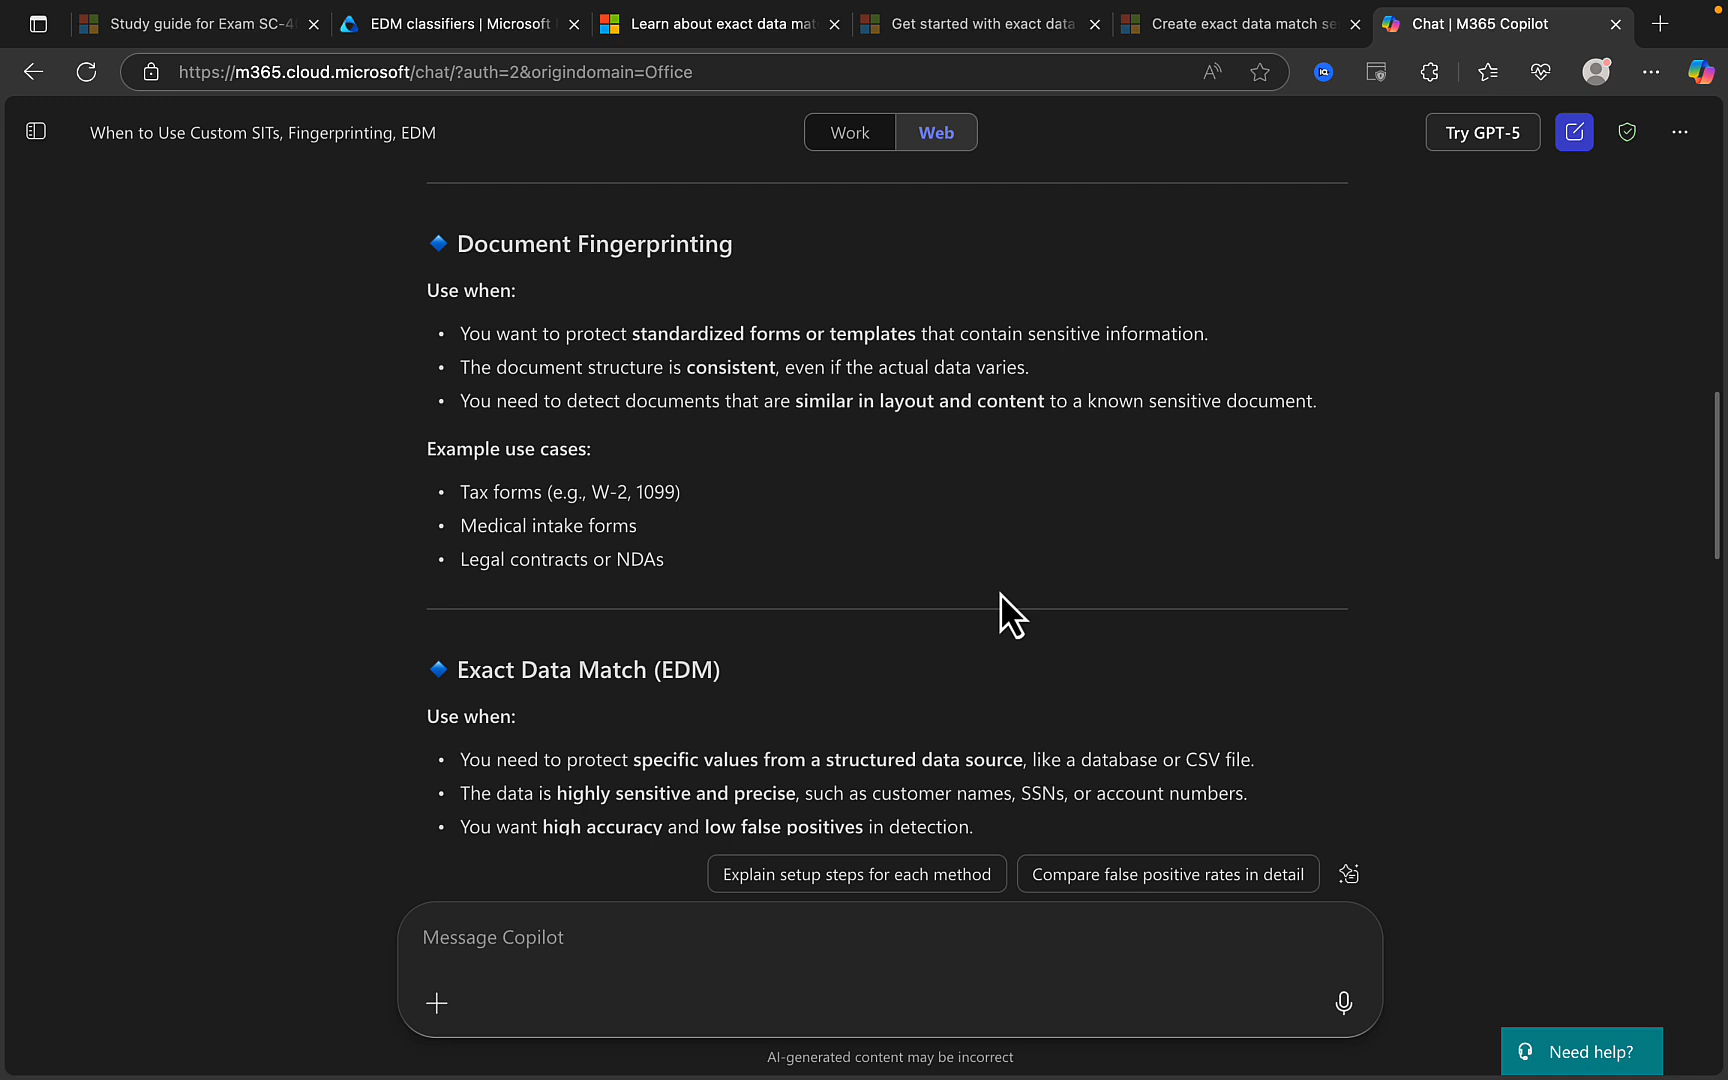 Study guide for Exam SC-4
EDM classifiers | Microsoft
Learn about exact data mat
Get started with exact data
Create exact data match se
Chat | M365 Copilot
https://m365.cloud.microsoft/chat/?auth=2&origindomain=Office
When to Use Custom SITs, Fingerprinting, EDM
Work
Web
Try GPT-5
Document Fingerprinting
Use when:
• You want to protect standardized forms or templates that contain sensitive information.
• The document structure is consistent, even if the actual data varies.
• You need to detect documents that are similar in layout and content to a known sensitive document.
Example use cases:
• Tax forms (e.g., W-2, 1099)
• Medical intake forms
• Legal contracts or NDAs
Exact Data Match (EDM)
Use when:
• You need to protect specific values from a structured data source, like a database or CSV file.
• The data is highly sensitive and precise, such as customer names, SSNs, or account numbers.
• You want high accuracy and low false positives in detection.
Explain setup steps for each method
Compare false positive rates in detail
Message Copilot
AI-generated content may be incorrect
Need help?